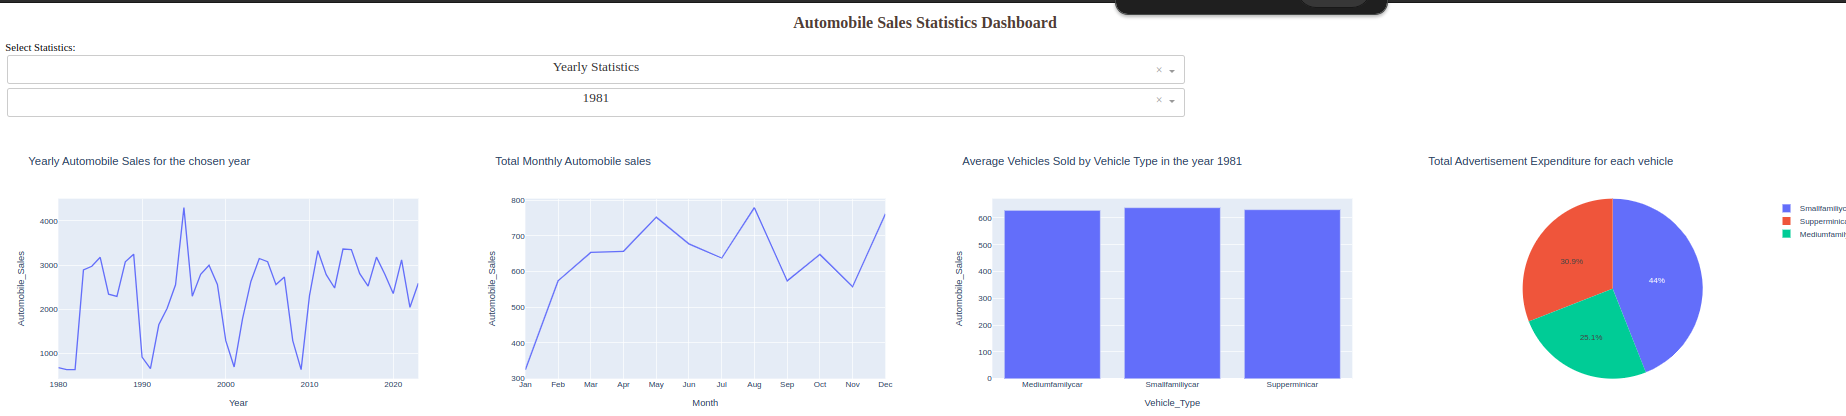 Automobile Sales Statistics Dashboard
Select Statistics:
Yearly Statistics
×
1981
×
Yearly Automobile Sales for the chosen year
Automobile_Sales
4000
3000
2000
1000
1980 1990 2000 2010 2020
Year
Total Monthly Automobile sales
Automobile_Sales
800
700
600
500
400
300
Jan Feb Mar Apr May Jun Jul Aug Sep Oct Nov Dec
Month
Average Vehicles Sold by Vehicle Type in the year 1981
Automobile_Sales
600
500
400
300
200
100
0
Mediumfamilycar Smallfamiliycar Supperminicar
Vehicle_Type
Total Advertisement Expenditure for each vehicle
30.9%
44%
25.1%
Smallfamiliyc
Supperminica
Mediumfamil